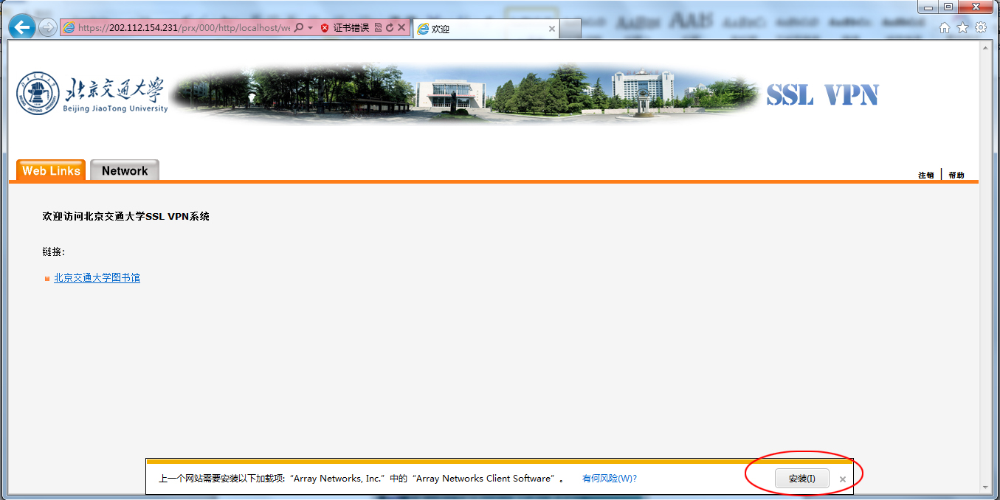 https://202.112.154.231/prx/000/http/localhost/we
证书错误
欢迎
北京交通大学
Beijing JiaoTong University
SSL VPN
Web Links
Network
注销
帮助
欢迎访问北京交通大学SSL VPN系统
链接:
北京交通大学图书馆
上一个网站需要安装以下加载项:“Array Networks, Inc.”中的“Array Networks Client Software”。
有何风险(W)?
安装(I)